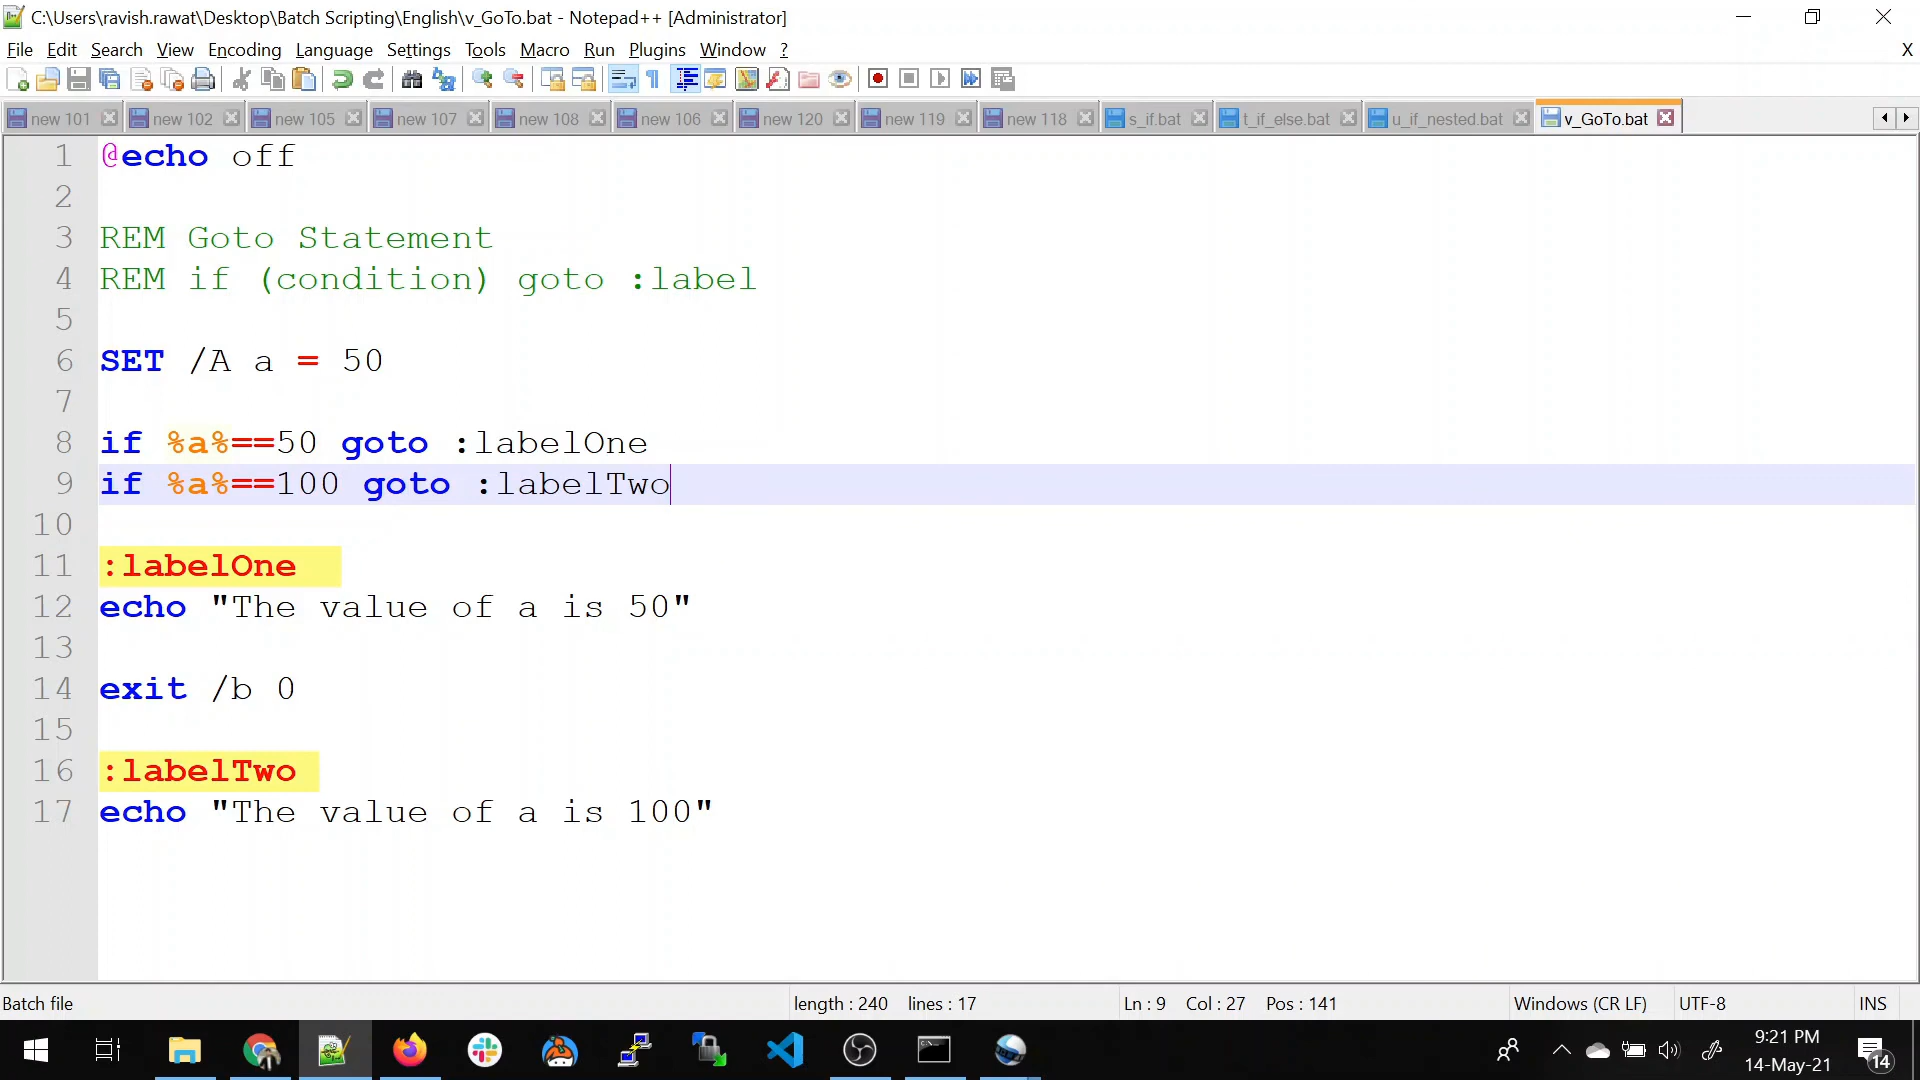 C:\Users\ravish.rawat\Desktop\Batch Scripting\English\v_GoTo.bat - Notepad++ [Administrator]
File Edit Search View Encoding Language Settings Tools Macro Run Plugins Window ? X
new 101 new 102 new 105 new 107 new 108 new 106 new 120 new 119 new 118 s_if.bat t_if_else.bat u_if_nested.bat v_GoTo.bat
1 @echo off
2
3 REM Goto Statement
4 REM if (condition) goto :label
5
6 SET /A a = 50
7
8 if %a%==50 goto :labelOne
9 if %a%==100 goto :labelTwo
10
11 :labelOne
12 echo "The value of a is 50"
13
14 exit /b 0
15
16 :labelTwo
17 echo "The value of a is 100"
Batch file length : 240 lines : 17 Ln : 9 Col : 27 Pos : 141 Windows (CR LF) UTF-8 INS
9:21 PM
14-May-21
14